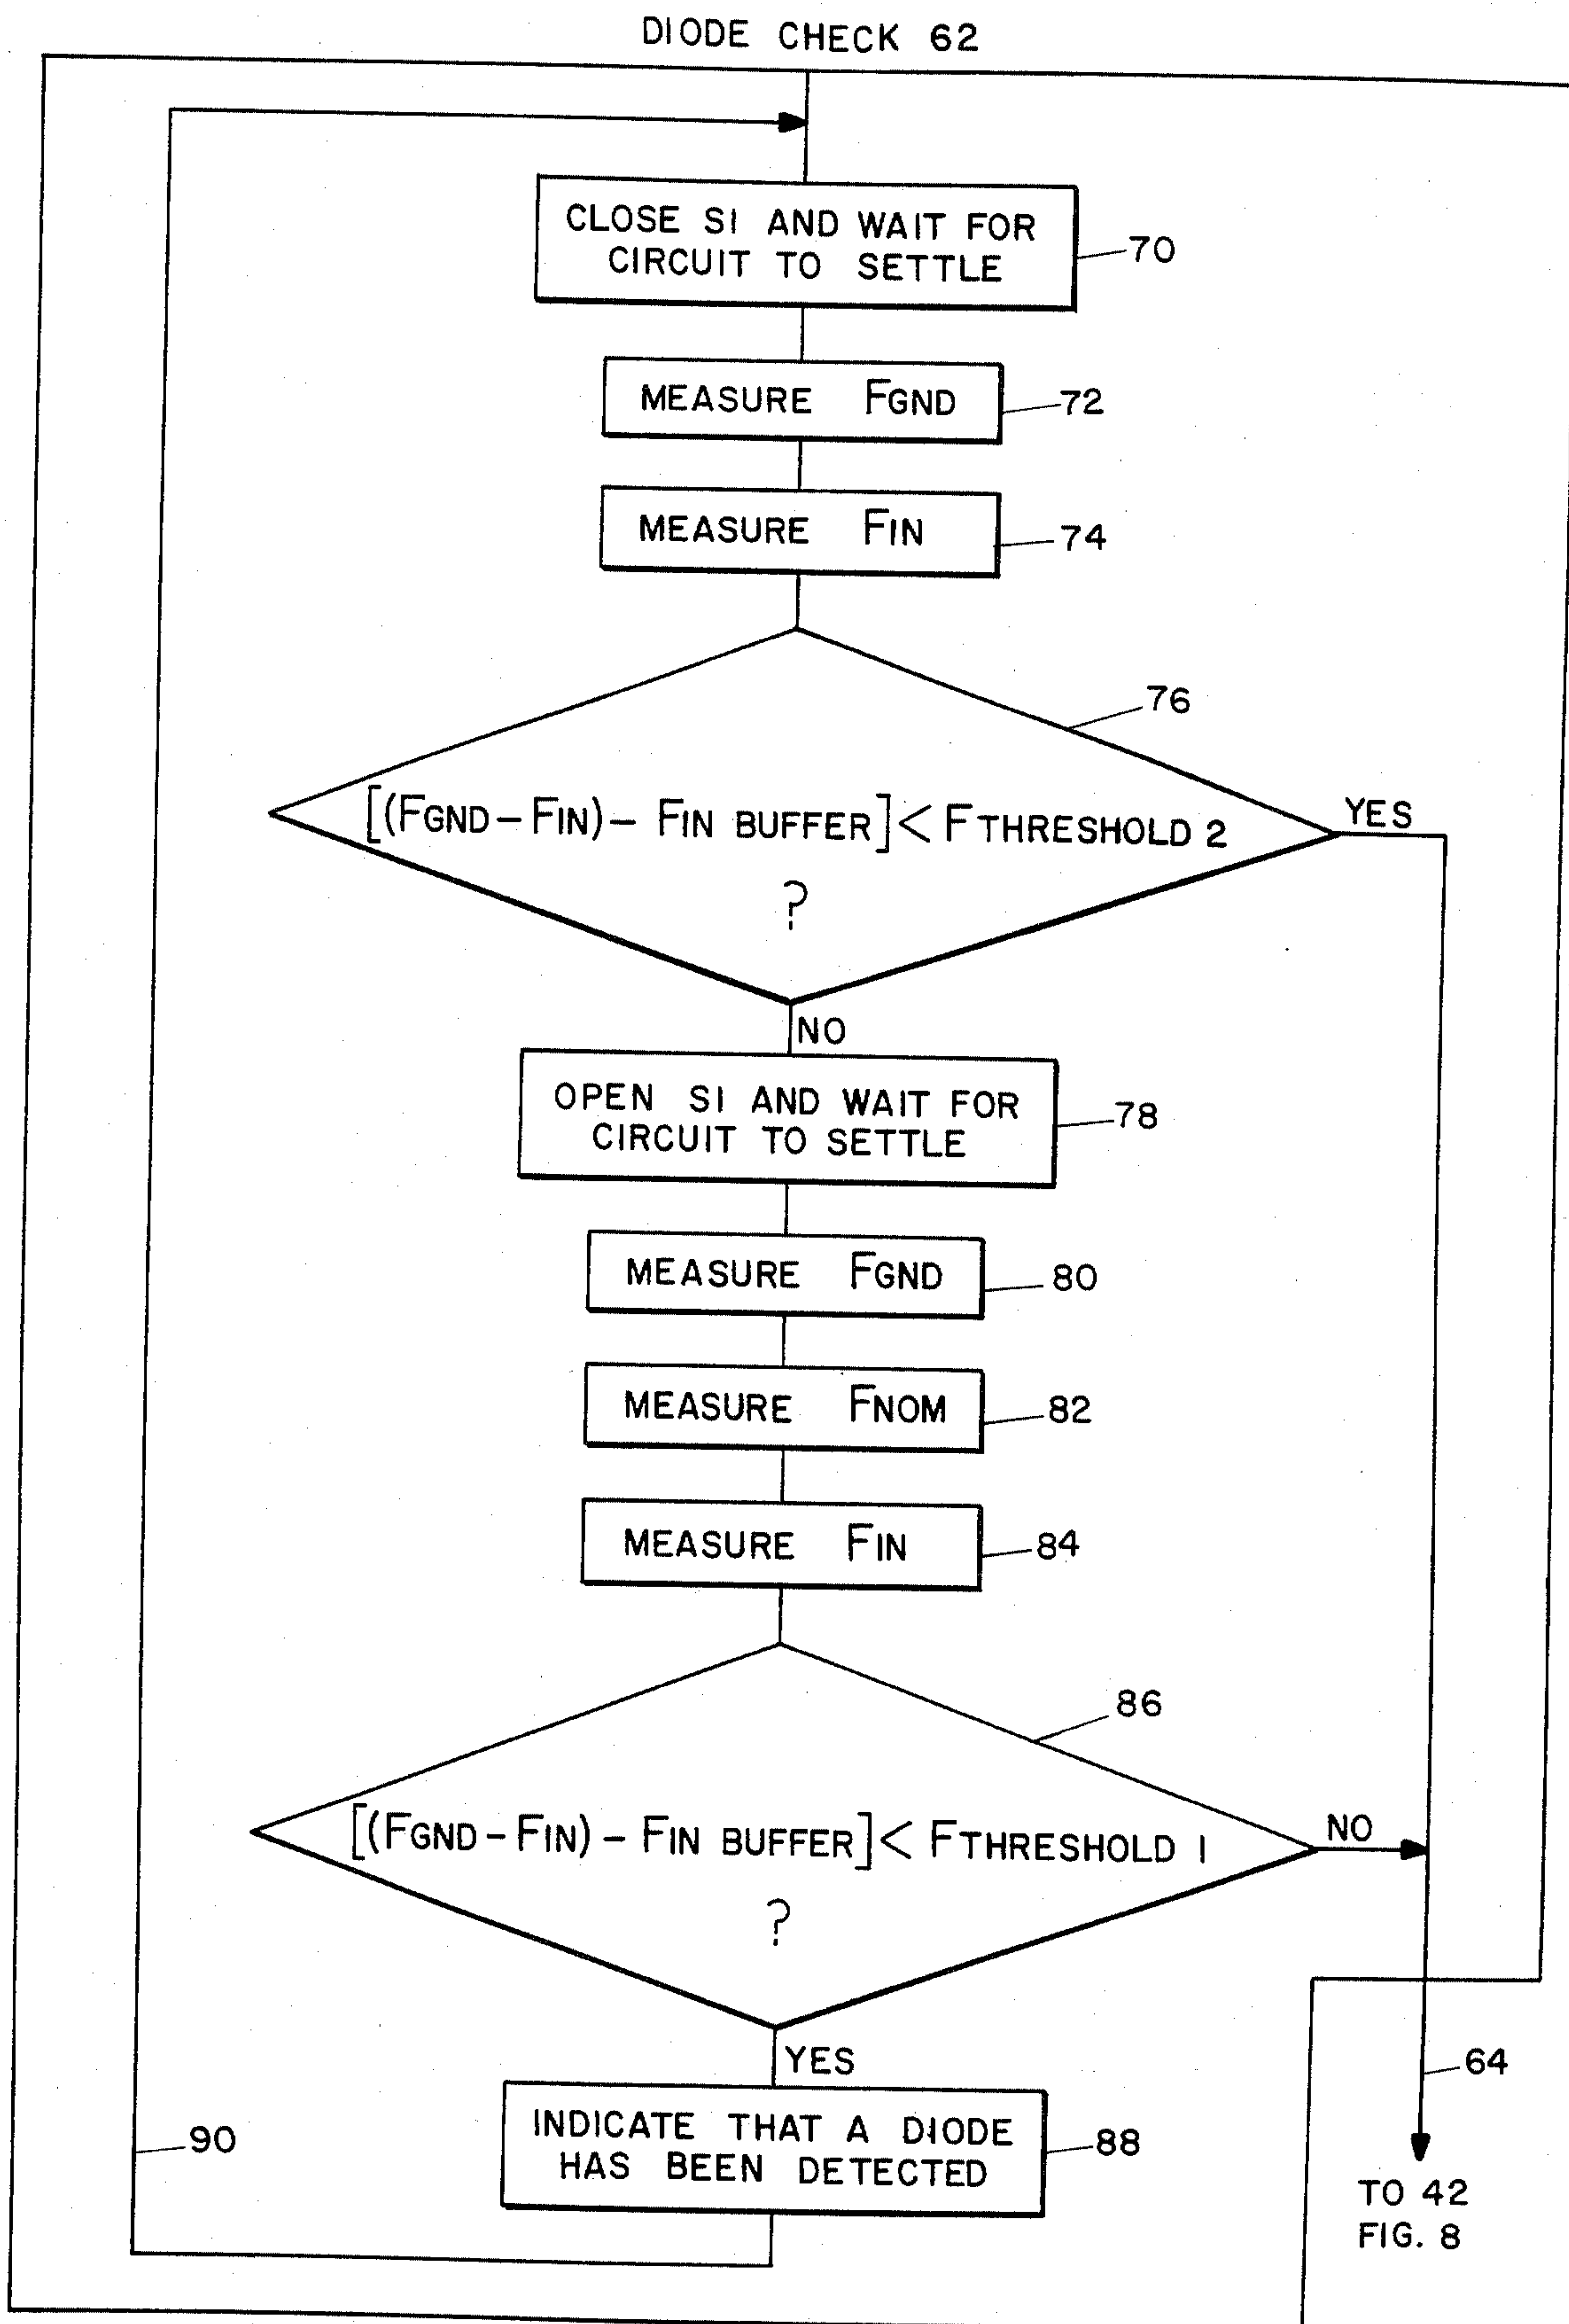 DIODE CHECK 62
CLOSE S1 AND WAIT FOR
CIRCUIT TO SETTLE
70
MEASURE FGND
72
MEASURE FIN
74
76
[(FGND-FIN)- FIN BUFFER]< FTHRESHOLD 2
?
YES
NO
OPEN S1 AND WAIT FOR
CIRCUIT TO SETTLE
78
MEASURE FGND
80
MEASURE FNOM
82
MEASURE FIN
84
86
[(FGND-FIN)- FIN BUFFER]< FTHRESHOLD 1
?
NO
YES
64
INDICATE THAT A DIODE
HAS BEEN DETECTED
88
90
TO 42
FIG. 8